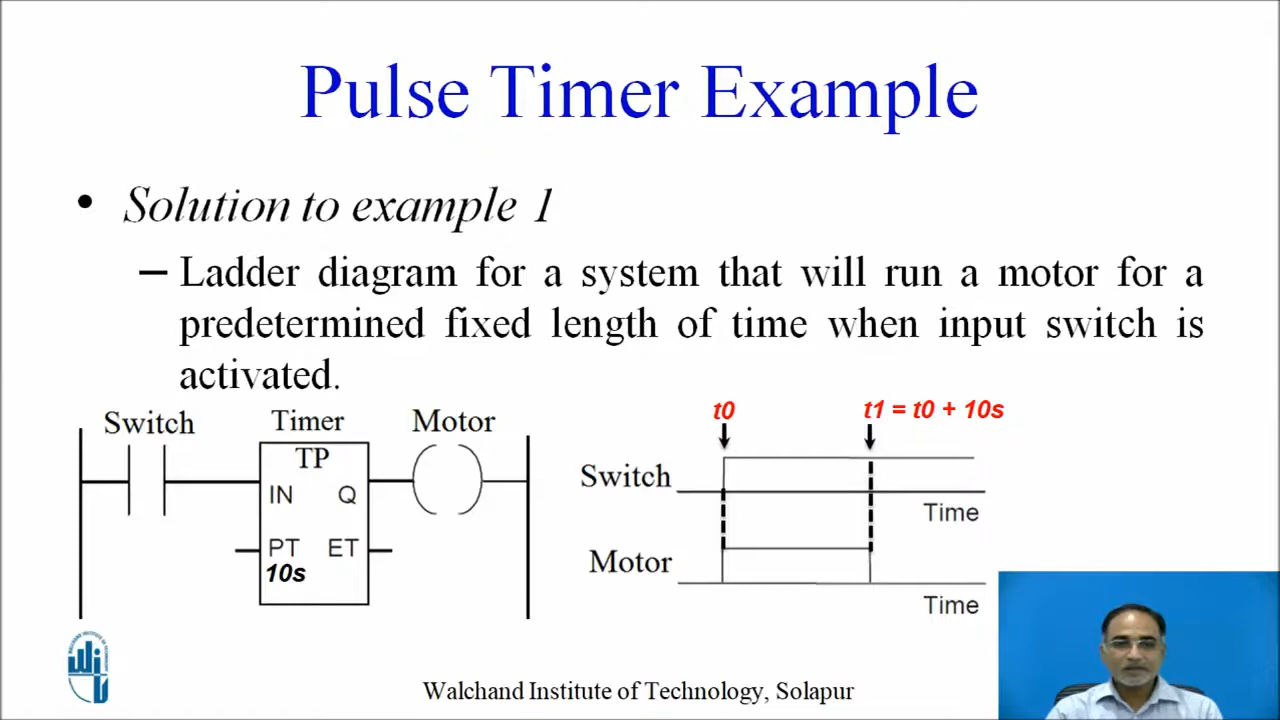 Pulse Timer Example
• Solution to example 1
– Ladder diagram for a system that will run a motor for a
predetermined fixed length of time when input switch is
activated.
Switch
Timer
Motor
TP
IN Q
PT ET
10s
t0
t1 = t0 + 10s
Switch
Time
Motor
Time
Walchand Institute of Technology, Solapur